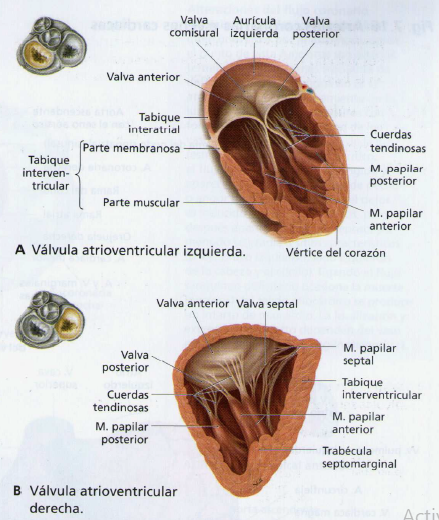 Valva
comisural
Aurícula
izquierda
Valva
posterior
Valva anterior
Tabique
interatrial
Parte membranosa
Tabique
interven-
tricular
Parte muscular
Cuerdas
tendinosas
M. papilar
posterior
M. papilar
anterior
Vértice del corazón
A Válvula atrioventricular izquierda.
Valva anterior
Valva septal
Valva
posterior
Cuerdas
tendinosas
M. papilar
posterior
M. papilar
septal
Tabique
interventricular
M. papilar
anterior
Trabécula
septomarginal
B Válvula atrioventricular
derecha.
Activ